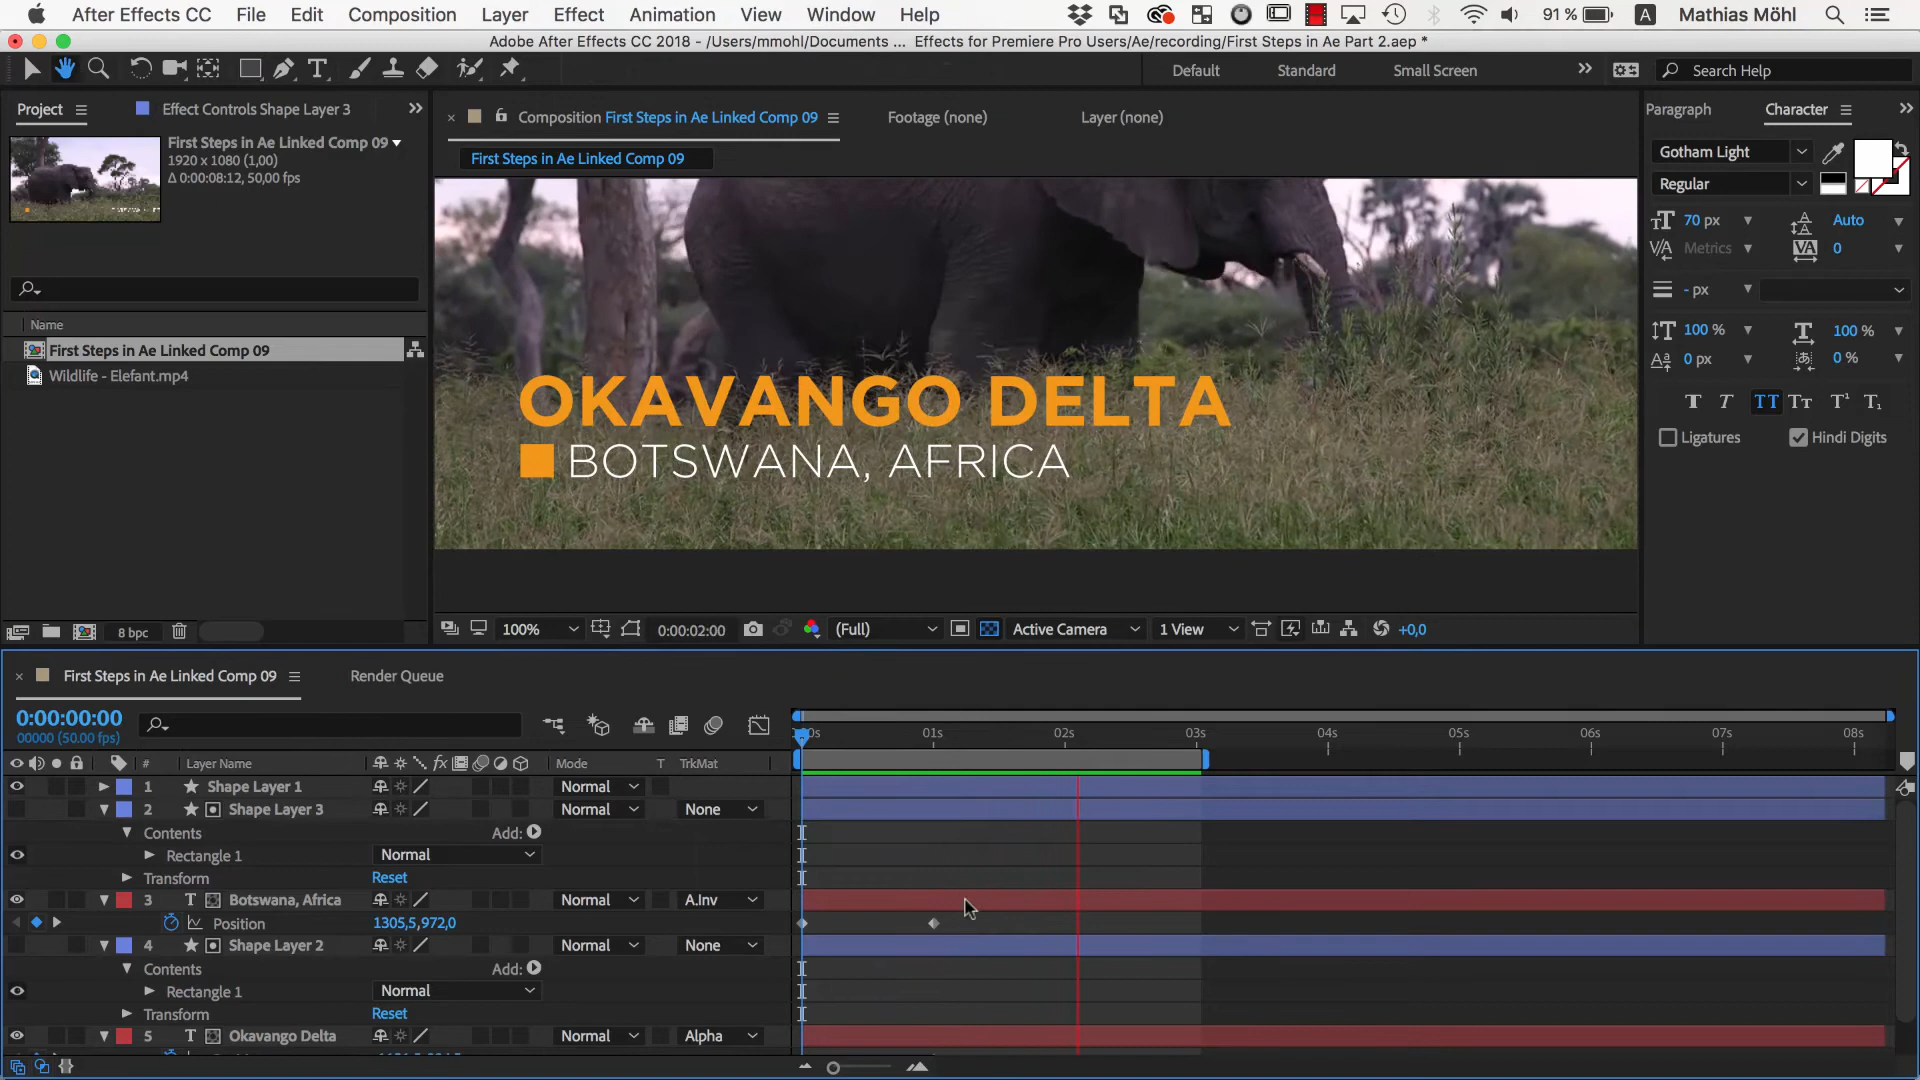 After Effects CC File Edit Composition Layer Effect Animation View Window Help 91 % A Mathias Möhl
Adobe After Effects CC 2018 - /Users/mmohl/Documents ... Effects for Premiere Pro Users/Ae/recording/First Steps in Ae Part 2.aep *
Default Standard Small Screen Search Help
Project Effect Controls Shape Layer 3 Composition First Steps in Ae Linked Comp 09 Footage (none) Layer (none) Paragraph Character
First Steps in Ae Linked Comp 09
1920 x 1080 (1,00)
Δ 0:00:08:12, 50,00 fps
First Steps in Ae Linked Comp 09
Gotham Light
Regular
70 px Auto
Metrics 0
- px
100 % 100 %
0 px 0 %
T T TT Tт T¹ T₁
Ligatures Hindi Digits
Name
First Steps in Ae Linked Comp 09
Wildlife - Elefant.mp4
OKAVANGO DELTA
BOTSWANA, AFRICA
8 bpc 100% 0:00:02:00 (Full) Active Camera 1 View +0,0
First Steps in Ae Linked Comp 09 Render Queue
0:00:00:00
00000 (50.00 fps)
0s 01s 02s 03s 04s 05s 06s 07s 08s
# Layer Name fx Mode T TrkMat
1 Shape Layer 1 Normal
2 Shape Layer 3 Normal None
Contents Add:
Rectangle 1 Normal
Transform Reset
3 T Botswana, Africa Normal A.Inv
Position 1305,5,972,0
4 Shape Layer 2 Normal None
Contents Add:
Rectangle 1 Normal
Transform Reset
5 T Okavango Delta Normal Alpha